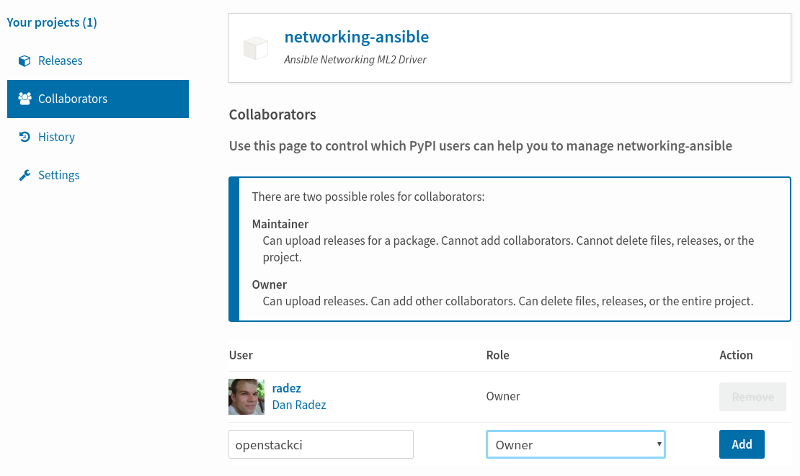 Your projects (1)
Releases
Collaborators
History
Settings
networking-ansible
Ansible Networking ML2 Driver
Collaborators
Use this page to control which PyPI users can help you to manage networking-ansible
There are two possible roles for collaborators:
Maintainer
Can upload releases for a package. Cannot add collaborators. Cannot delete files, releases, or the
project.
Owner
Can upload releases. Can add other collaborators. Can delete files, releases, or the entire project.
User Role Action
radez
Dan Radez
Owner
Remove
openstackci
Owner
Add